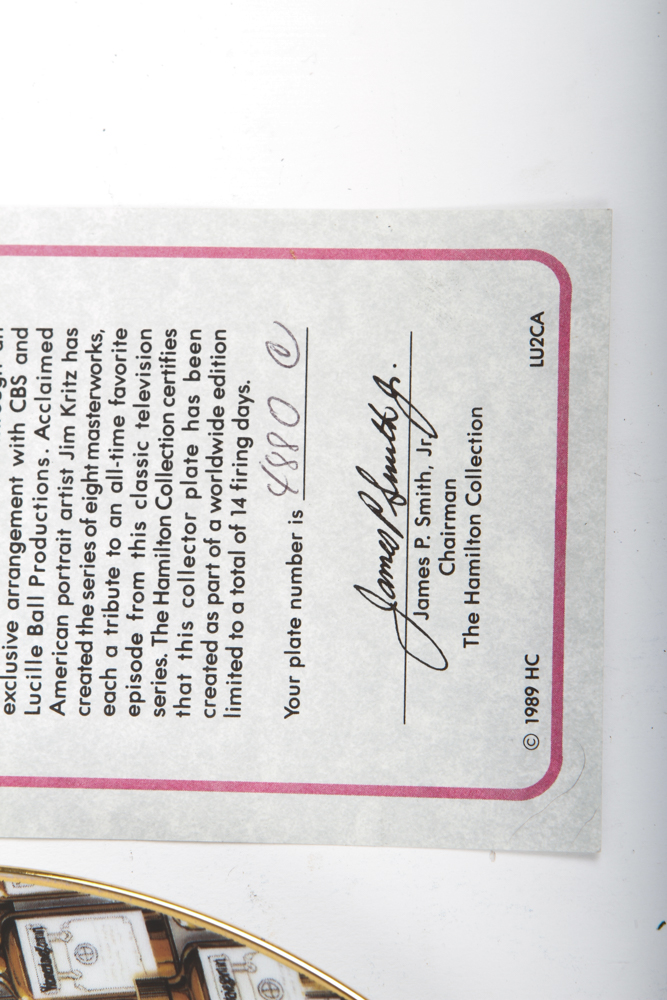 exclusive arrangement with CBS and
Lucille Ball Productions. Acclaimed
American portrait artist Jim Kritz has
created the series of eight masterworks,
each a tribute to an all-time favorite
episode from this classic television
series. The Hamilton Collection certifies
that this collector plate has been
created as part of a worldwide edition
limited to a total of 14 firing days.
Your plate number is 4880 C
James P. Smith Jr.
James P. Smith, Jr.
Chairman
The Hamilton Collection
© 1989 HC LU2CA